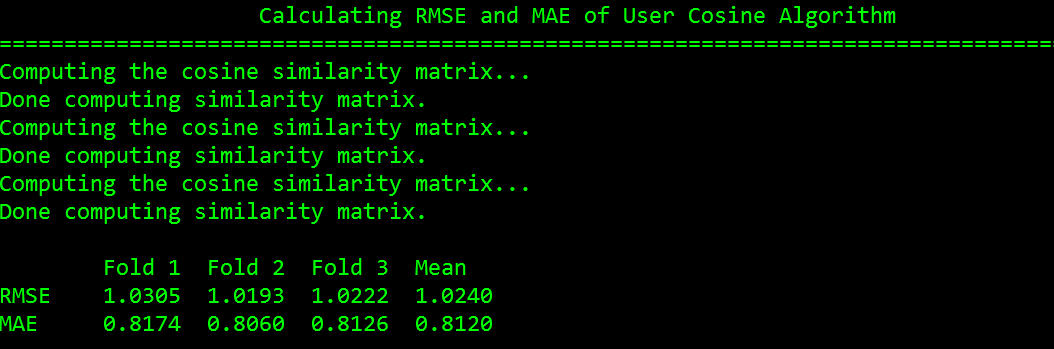 Calculating RMSE and MAE of User Cosine Algorithm
=================================================================================
Computing the cosine similarity matrix...
Done computing similarity matrix.
Computing the cosine similarity matrix...
Done computing similarity matrix.
Computing the cosine similarity matrix...
Done computing similarity matrix.
Fold 1 Fold 2 Fold 3 Mean
RMSE 1.0305 1.0193 1.0222 1.0240
MAE 0.8174 0.8060 0.8126 0.8120